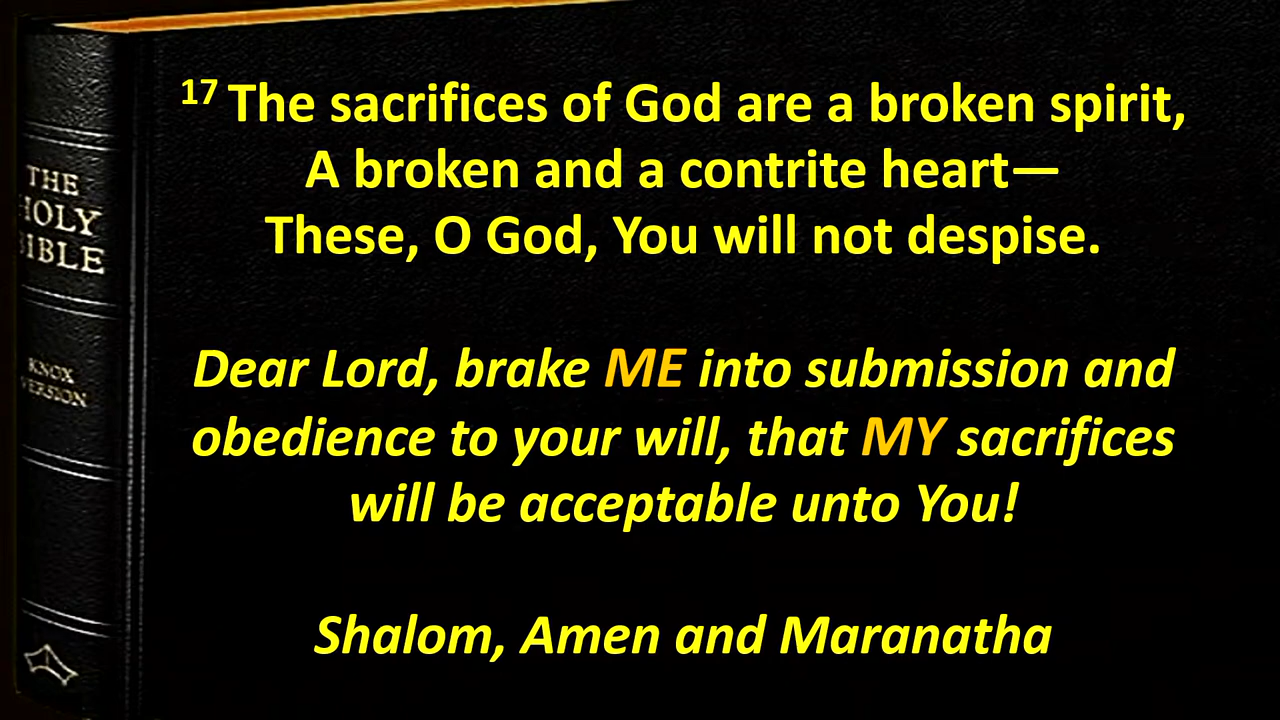 THE
HOLY
BIBLE
KNOX
VERSION
17 The sacrifices of God are a broken spirit,
A broken and a contrite heart—
These, O God, You will not despise.
Dear Lord, brake ME into submission and
obedience to your will, that MY sacrifices
will be acceptable unto You!
Shalom, Amen and Maranatha